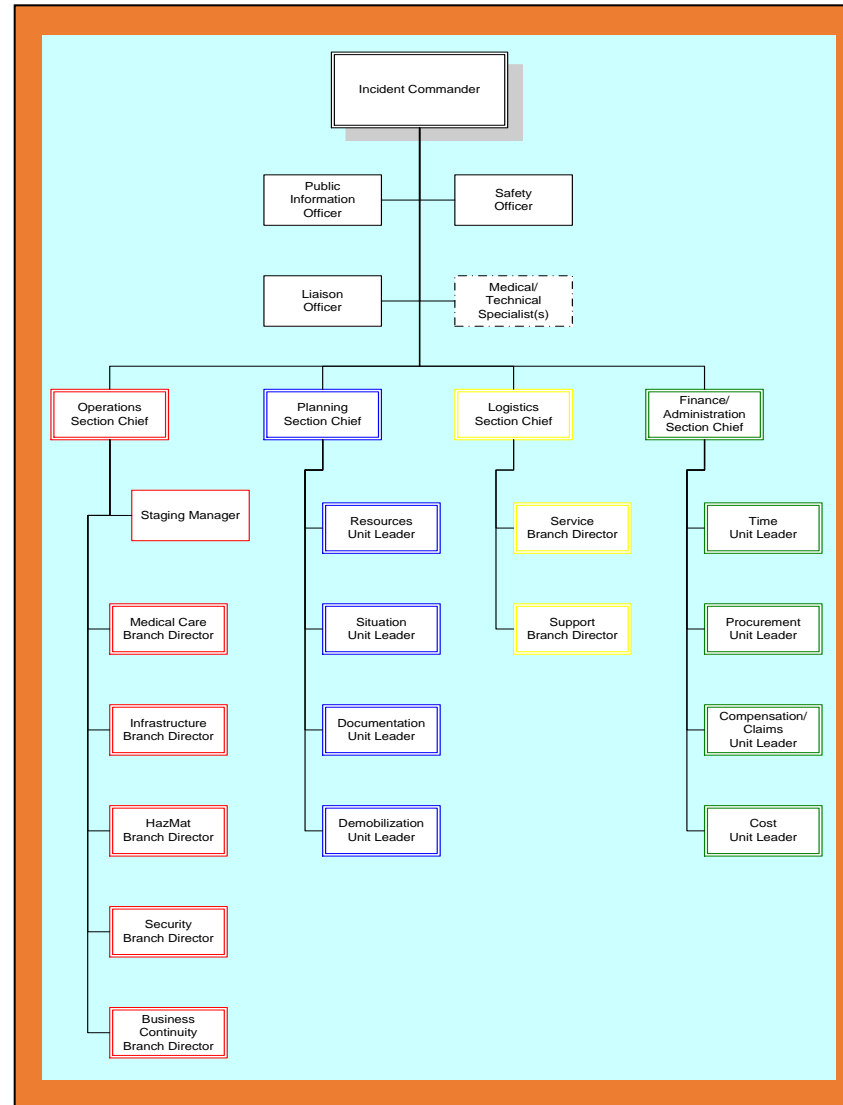 Incident Commander
Public
Information
Officer
Safety
Officer
Liaison
Officer
Medical/
Technical
Specialist(s)
Operations
Section Chief
Planning
Section Chief
Logistics
Section Chief
Finance/
Administration
Section Chief
Staging Manager
Resources
Unit Leader
Service
Branch Director
Time
Unit Leader
Medical Care
Branch Director
Situation
Unit Leader
Support
Branch Director
Procurement
Unit Leader
Infrastructure
Branch Director
Documentation
Unit Leader
Compensation/
Claims
Unit Leader
HazMat
Branch Director
Demobilization
Unit Leader
Cost
Unit Leader
Security
Branch Director
Business
Continuity
Branch Director